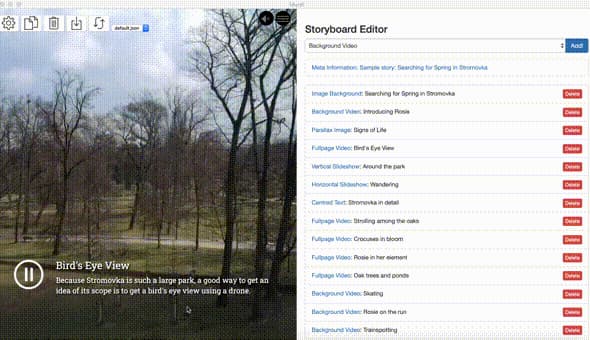 default.json
Bird's Eye View
Because Stromovka is such a large park, a good way to get an
idea of its scope is to get a bird's eye view using a drone.
Storyboard Editor
Background Video
Add!
Meta Information: Sample story: Searching for Spring in Stromovka
Image Background: Searching for Spring in Stromovka Delete
Background Video: Introducing Rosie Delete
Parallax Image: Signs of Life Delete
Fullpage Video: Bird's Eye View Delete
Vertical Slideshow: Around the park Delete
Horizontal Slideshow: Wandering Delete
Centred Text: Stromovka in detail Delete
Fullpage Video: Strolling among the oaks Delete
Fullpage Video: Crocuses in bloom Delete
Fullpage Video: Rosie in her element Delete
Fullpage Video: Oak trees and ponds Delete
Background Video: Skating Delete
Background Video: Rosie on the run Delete
Background Video: Trainspotting Delete